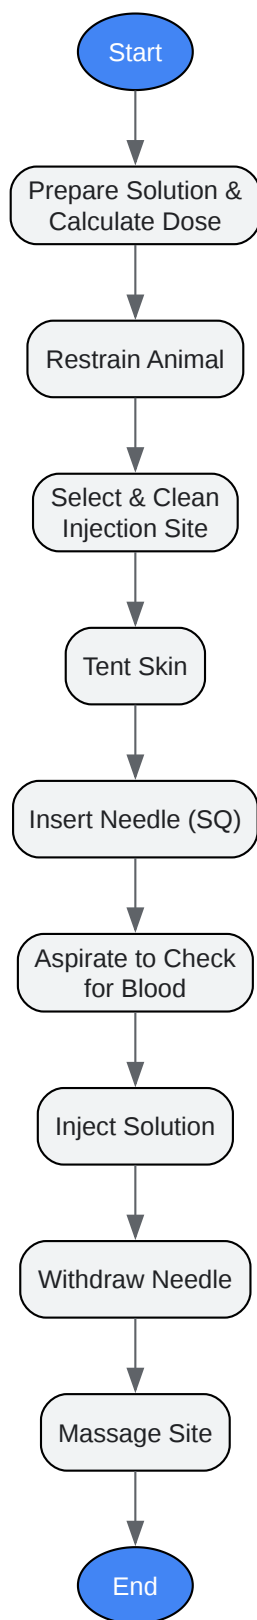 Start
Prepare Solution &
Calculate Dose
Restrain Animal
Select & Clean
Injection Site
Tent Skin
Insert Needle (SQ)
Aspirate to Check
for Blood
Inject Solution
Withdraw Needle
Massage Site
End